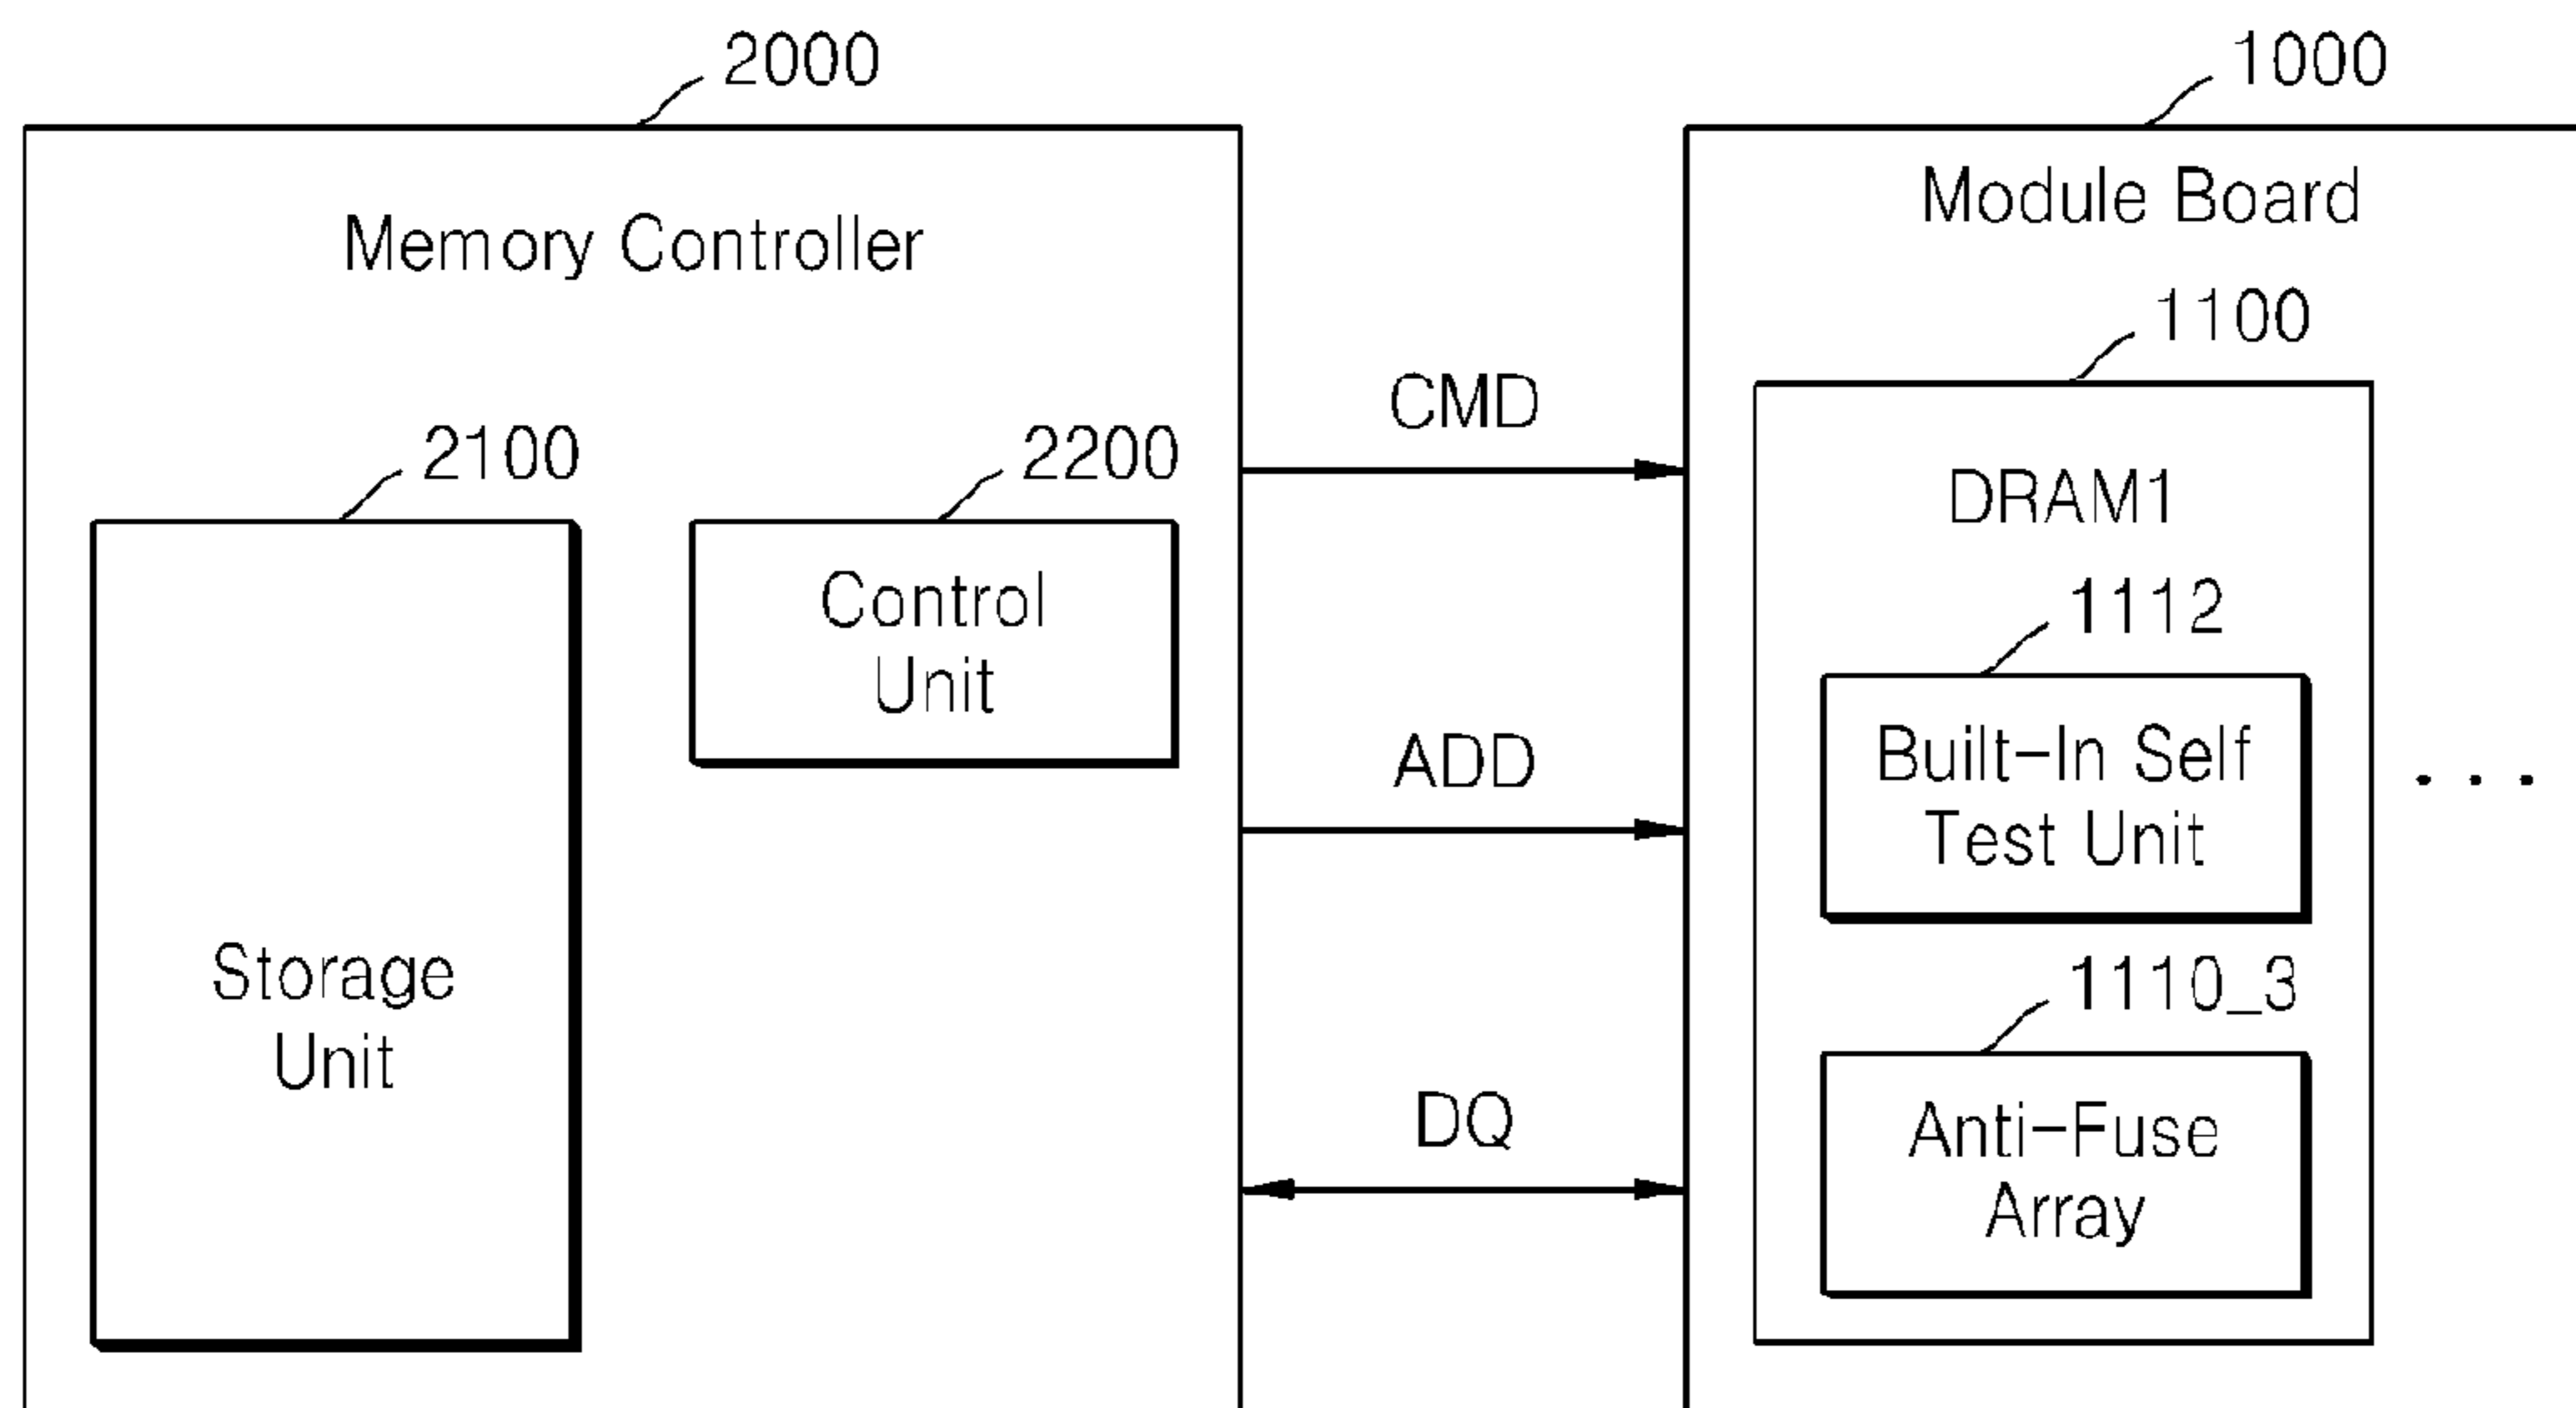 2000
Memory Controller
2100
Storage
Unit
2200
Control
Unit
CMD
ADD
DQ
1000
Module Board
1100
DRAM1
1112
Built-In Self
Test Unit
1110_3
Anti-Fuse
Array
. . .